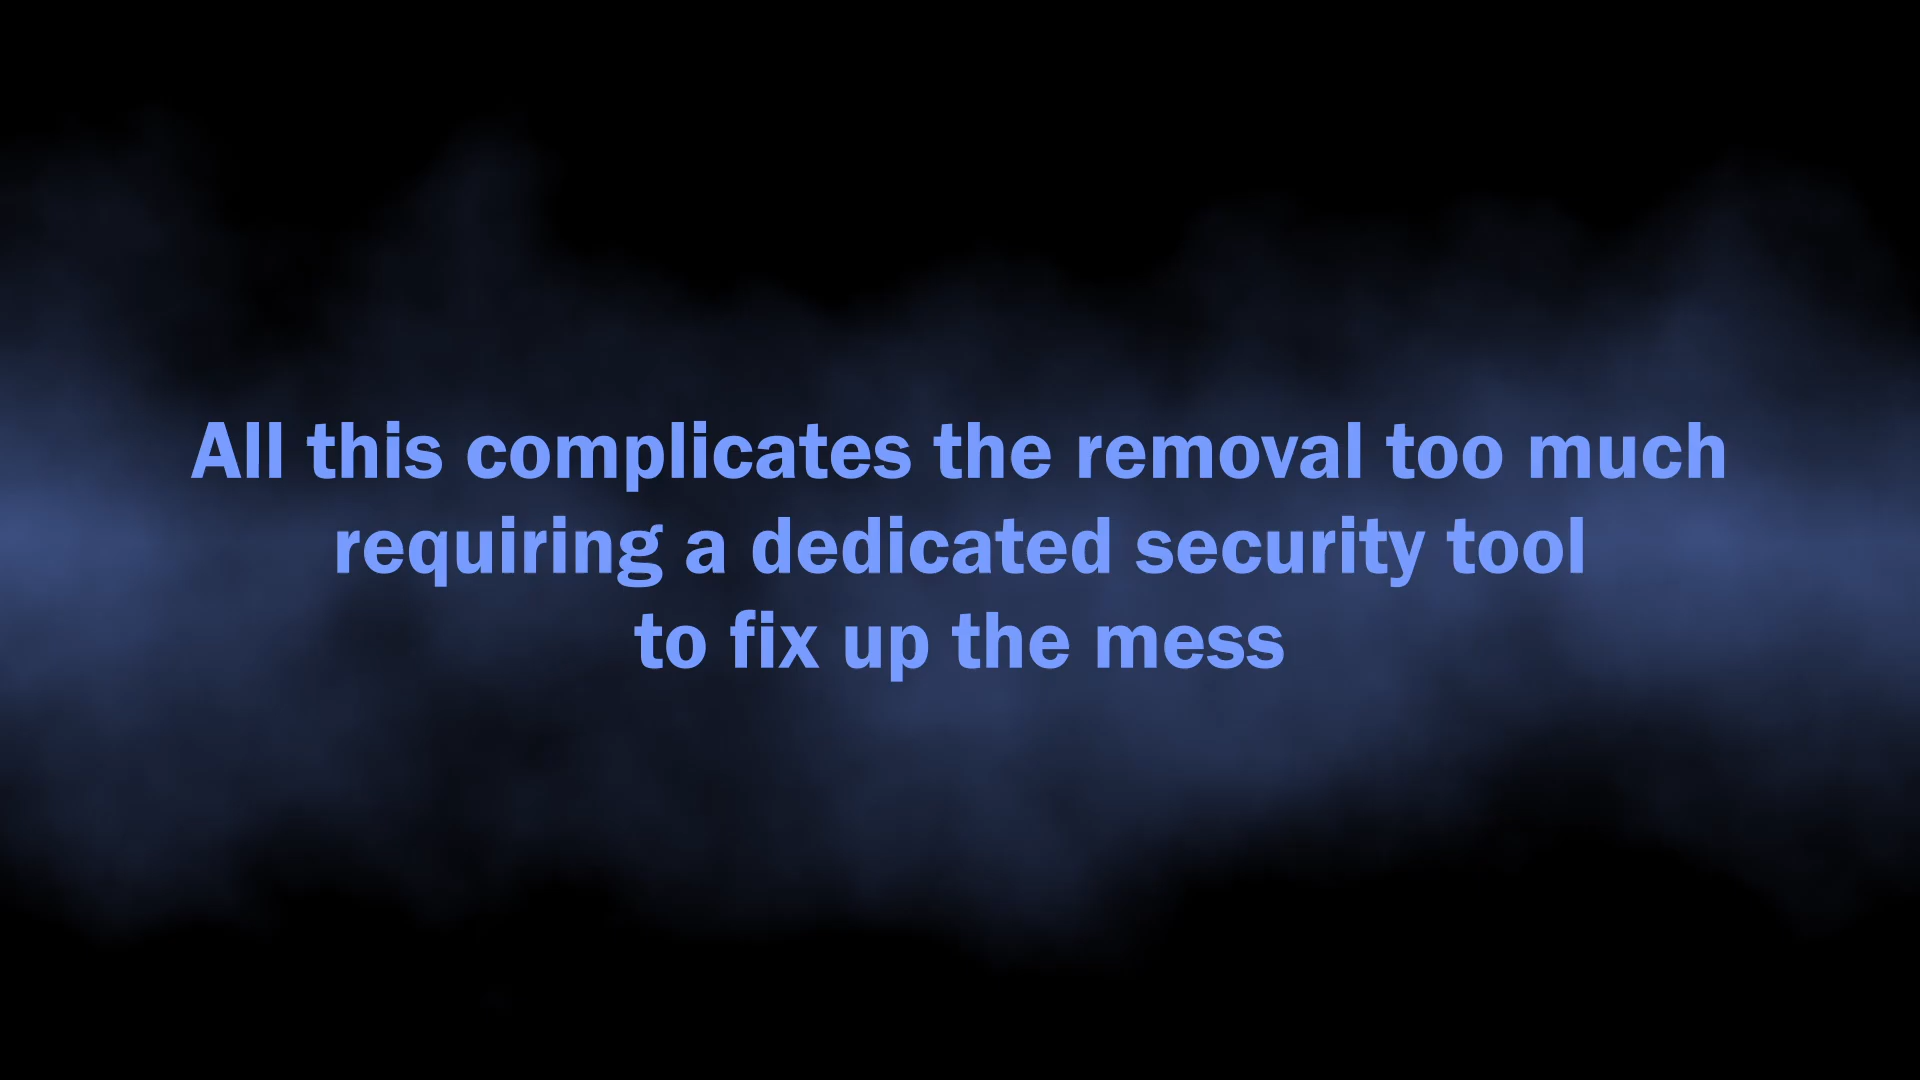 All this complicates the removal too much
requiring a dedicated security tool
to fix up the mess